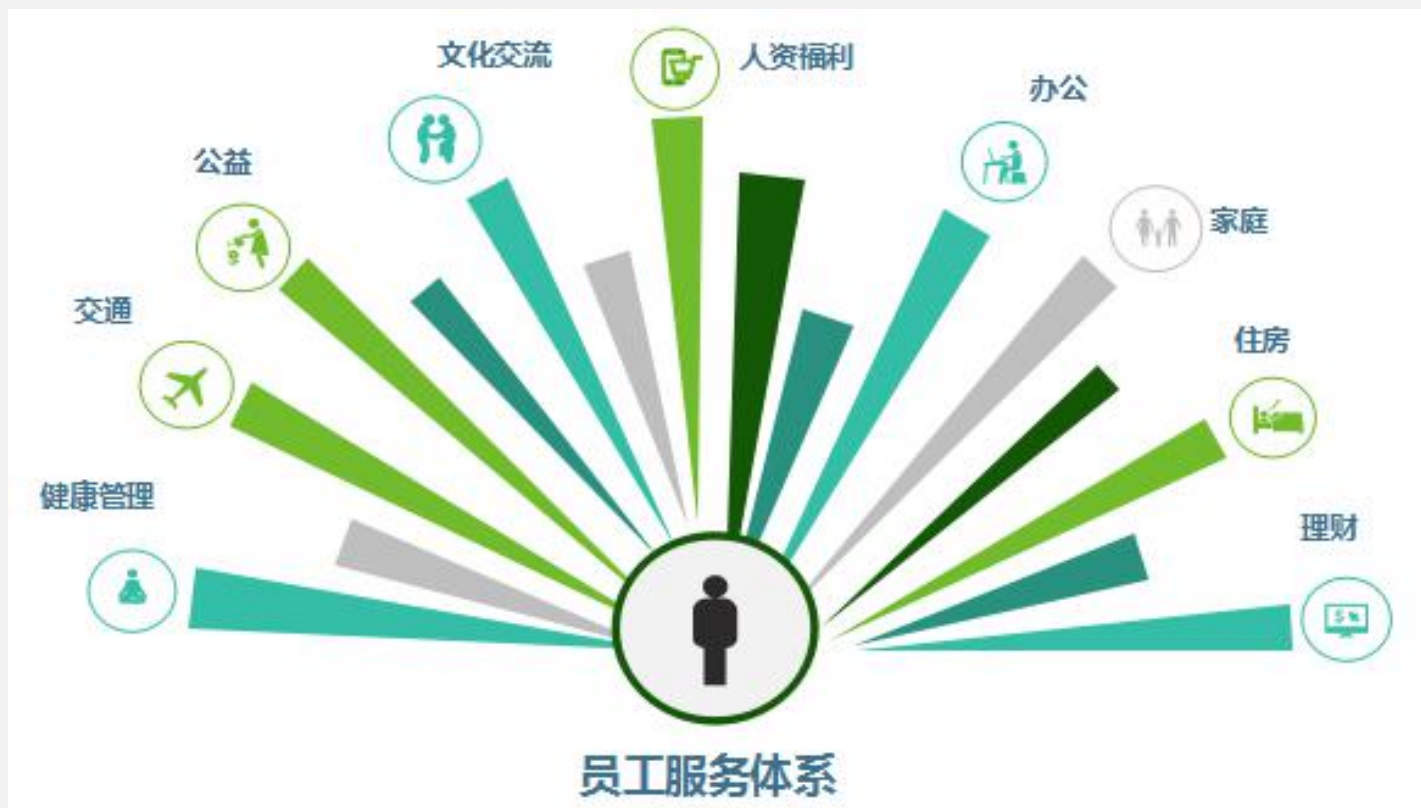 文化交流
人资福利
办公
公益
家庭
交通
住房
健康管理
理财
员工服务体系